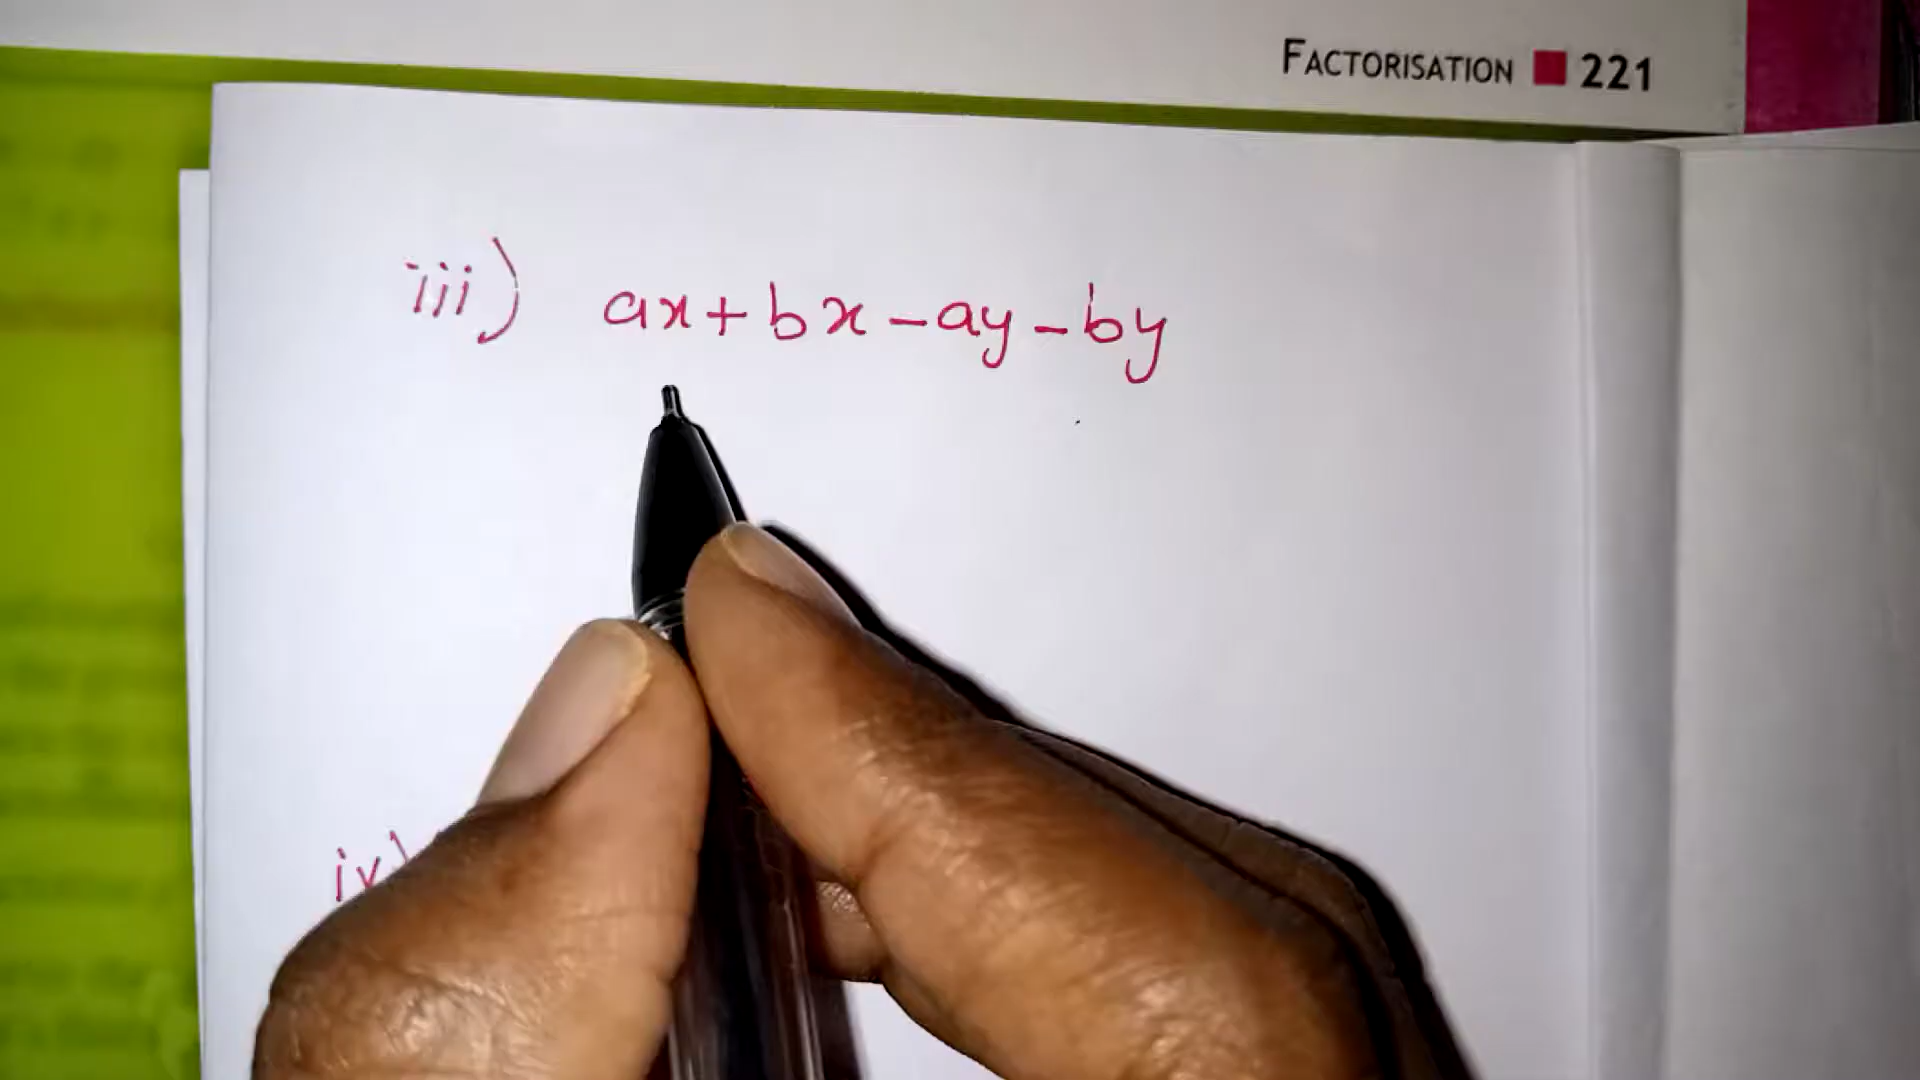 FACTORISATION 221
iii) ax + bx - ay - by
iv)